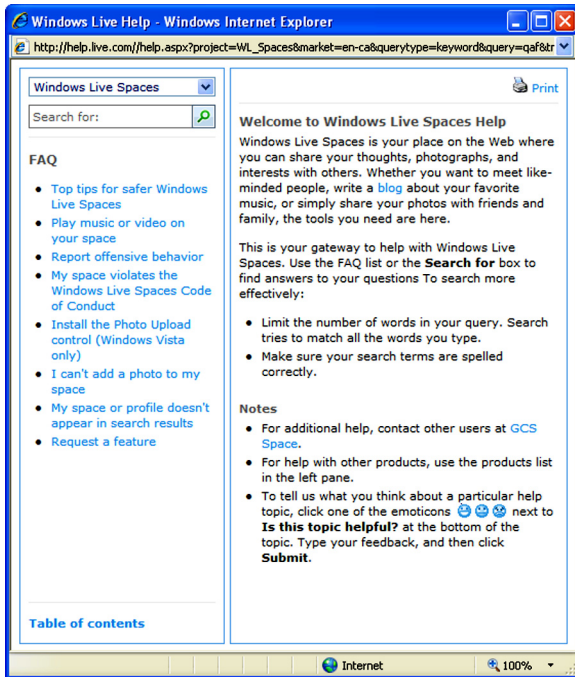 Windows Live Help - Windows Internet Explorer
http://help.live.com//help.aspx?project=WL_Spaces&market=en-ca&querytype=keyword&query=qaf&tr
Windows Live Spaces
Search for:
FAQ
• Top tips for safer Windows
Live Spaces
• Play music or video on
your space
• Report offensive behavior
• My space violates the
Windows Live Spaces Code
of Conduct
• Install the Photo Upload
control (Windows Vista
only)
• I can't add a photo to my
space
• My space or profile doesn't
appear in search results
• Request a feature
Table of contents
Print
Welcome to Windows Live Spaces Help
Windows Live Spaces is your place on the Web where
you can share your thoughts, photographs, and
interests with others. Whether you want to meet like-
minded people, write a blog about your favorite
music, or simply share your photos with friends and
family, the tools you need are here.
This is your gateway to help with Windows Live
Spaces. Use the FAQ list or the Search for box to
find answers to your questions To search more
effectively:
• Limit the number of words in your query. Search
tries to match all the words you type.
• Make sure your search terms are spelled
correctly.
Notes
• For additional help, contact other users at GCS
Space.
• For help with other products, use the products list
in the left pane.
• To tell us what you think about a particular help
topic, click one of the emoticons next to
Is this topic helpful? at the bottom of the
topic. Type your feedback, and then click
Submit.
Internet
100%